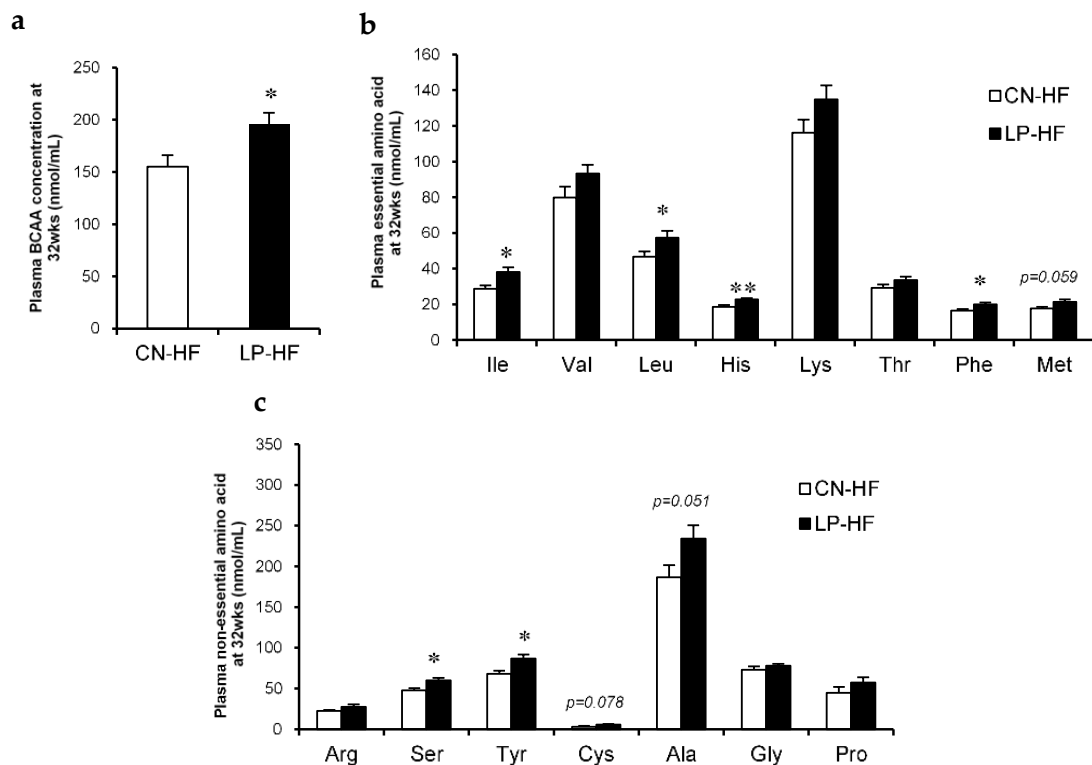 a
Plasma BCAA concentration at
32wks (nmol/mL)
250
200
150
100
50
0
*
CN-HF LP-HF
b
Plasma essential amino acid
at 32wks (nmol/mL)
160
140
120
100
80
60
40
20
0
CN-HF
LP-HF
* * ** * p=0.059
Ile Val Leu His Lys Thr Phe Met
c
Plasma non-essential amino acid
at 32wks (nmol/mL)
350
300
250
200
150
100
50
0
CN-HF
LP-HF
* * p=0.078 p=0.051
Arg Ser Tyr Cys Ala Gly Pro